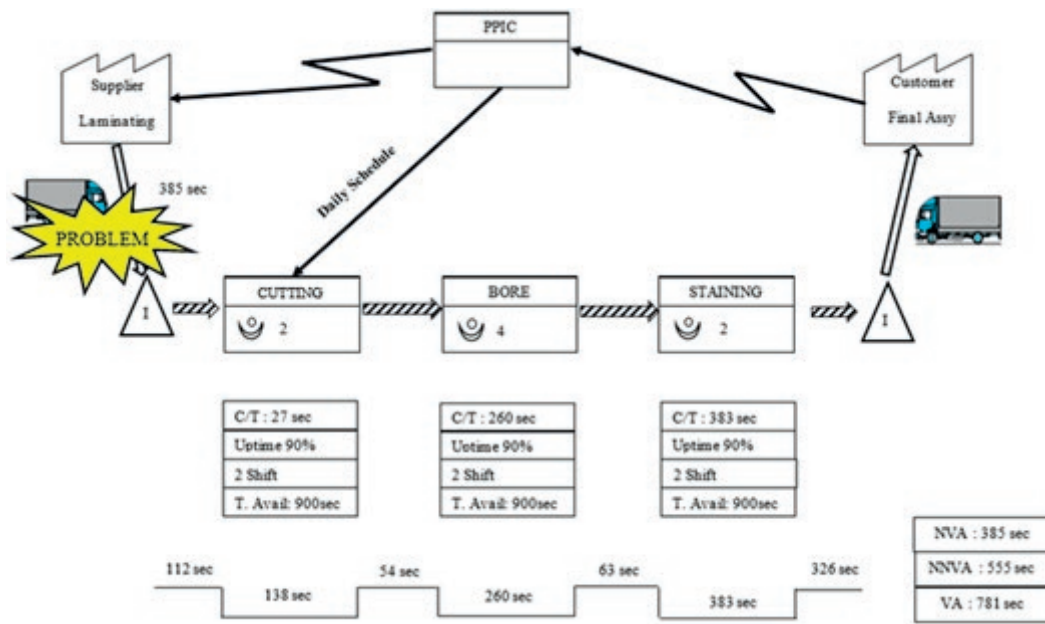 PPIC
Supplier
Laminating
Customer
Final Assy
Daily Schedule
385 sec
PROBLEM
I
CUTTING
2
BORE
4
STAINING
2
I
C/T : 27 sec
Uptime 90%
2 Shift
T. Avail: 900sec
C/T : 260 sec
Uptime 90%
2 Shift
T. Avail: 900sec
C/T : 383 sec
Uptime 90%
2 Shift
T. Avail: 900sec
NVA : 385 sec
NNVA : 555 sec
VA : 781 sec
112 sec
138 sec
54 sec
260 sec
63 sec
383 sec
326 sec